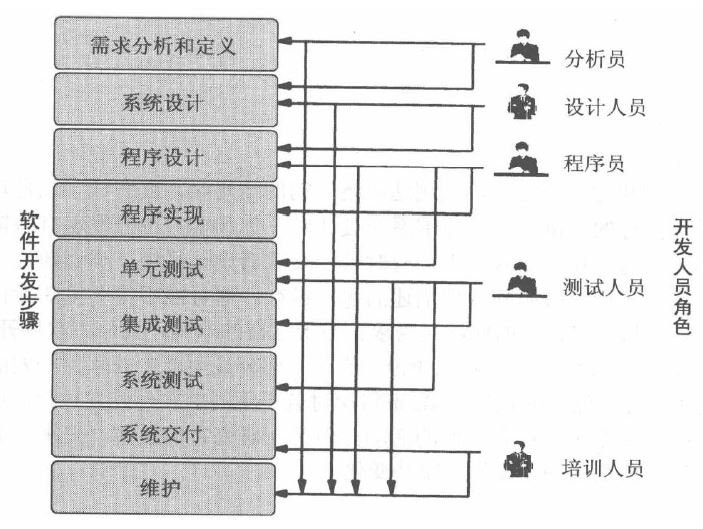 需求分析和定义
系统设计
程序设计
程序实现
单元测试
集成测试
系统测试
系统交付
维护
软件开发步骤
分析员
设计人员
程序员
测试人员
培训人员
开发人员角色